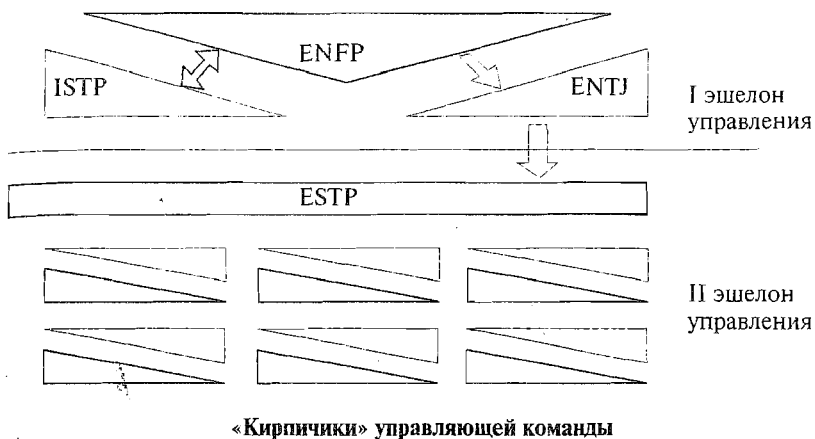 ENFP
ISTP
ENTJ
I эшелон
управления
ESTP
II эшелон
управления
«Кирпичики» управляющей команды